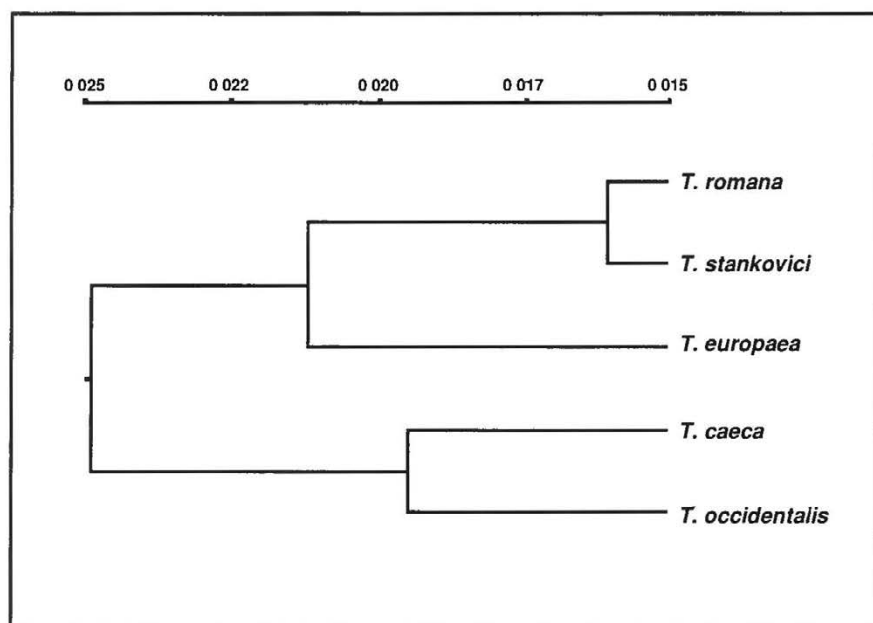 0 025 0 022 0 020 0 017 0 015
T. romana
T. stankovici
T. europaea
T. caeca
T. occidentalis